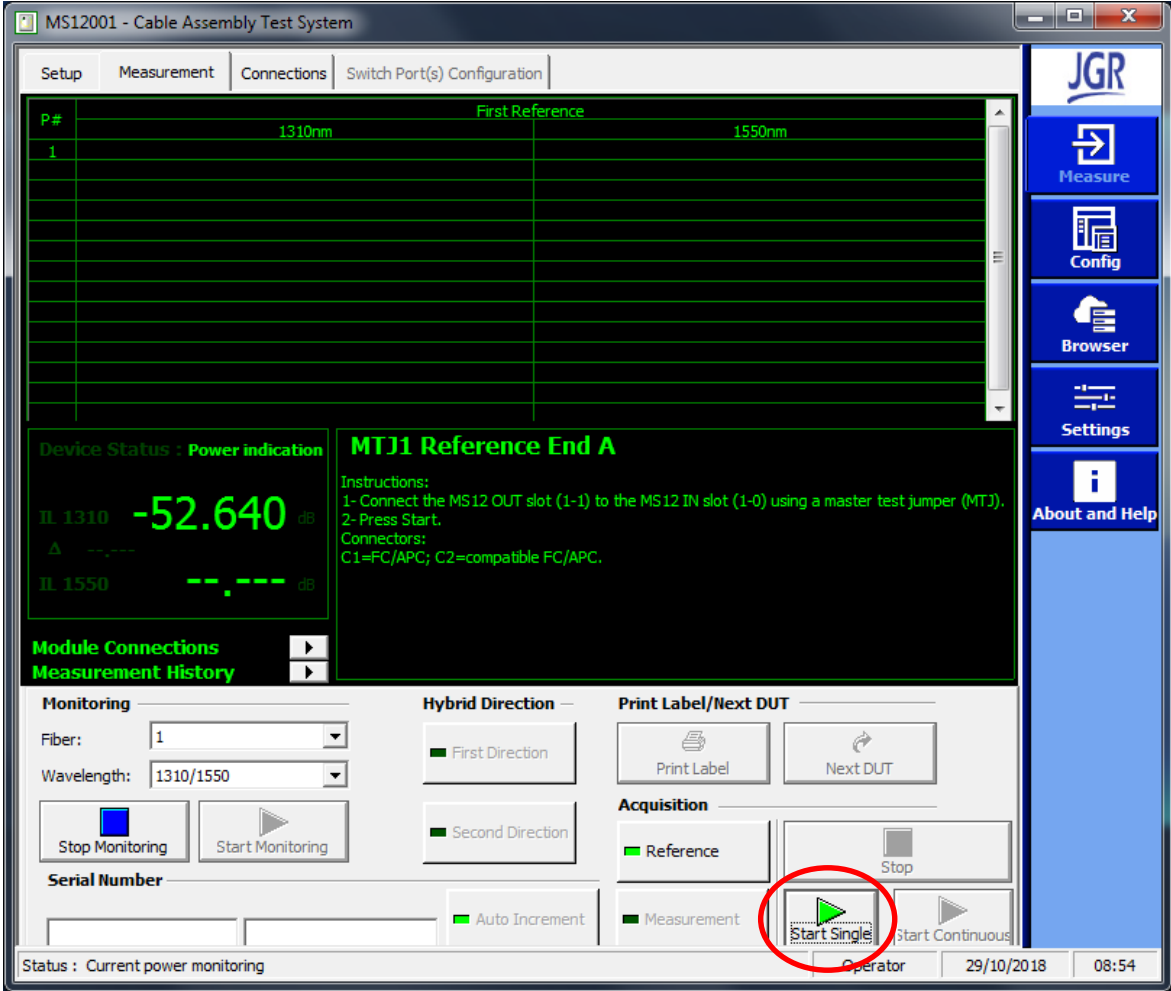 MS12001 - Cable Assembly Test System
Setup Measurement Connections Switch Port(s) Configuration
JGR
P# First Reference
1310nm 1550nm
1
Measure
Config
Browser
Settings
About and Help
Device Status : Power indication
IL 1310 -52.640 dB
Δ --.---
IL 1550 --.--- dB
MTJ1 Reference End A
Instructions:
1- Connect the MS12 OUT slot (1-1) to the MS12 IN slot (1-0) using a master test jumper (MTJ).
2- Press Start.
Connectors:
C1=FC/APC; C2=compatible FC/APC.
Module Connections
Measurement History
Monitoring
Fiber: 1
Wavelength: 1310/1550
Stop Monitoring Start Monitoring
Hybrid Direction
First Direction
Second Direction
Print Label/Next DUT
Print Label Next DUT
Acquisition
Reference Stop
Serial Number
Auto Increment Measurement Start Single Start Continuous
Status : Current power monitoring Operator 29/10/2018 08:54